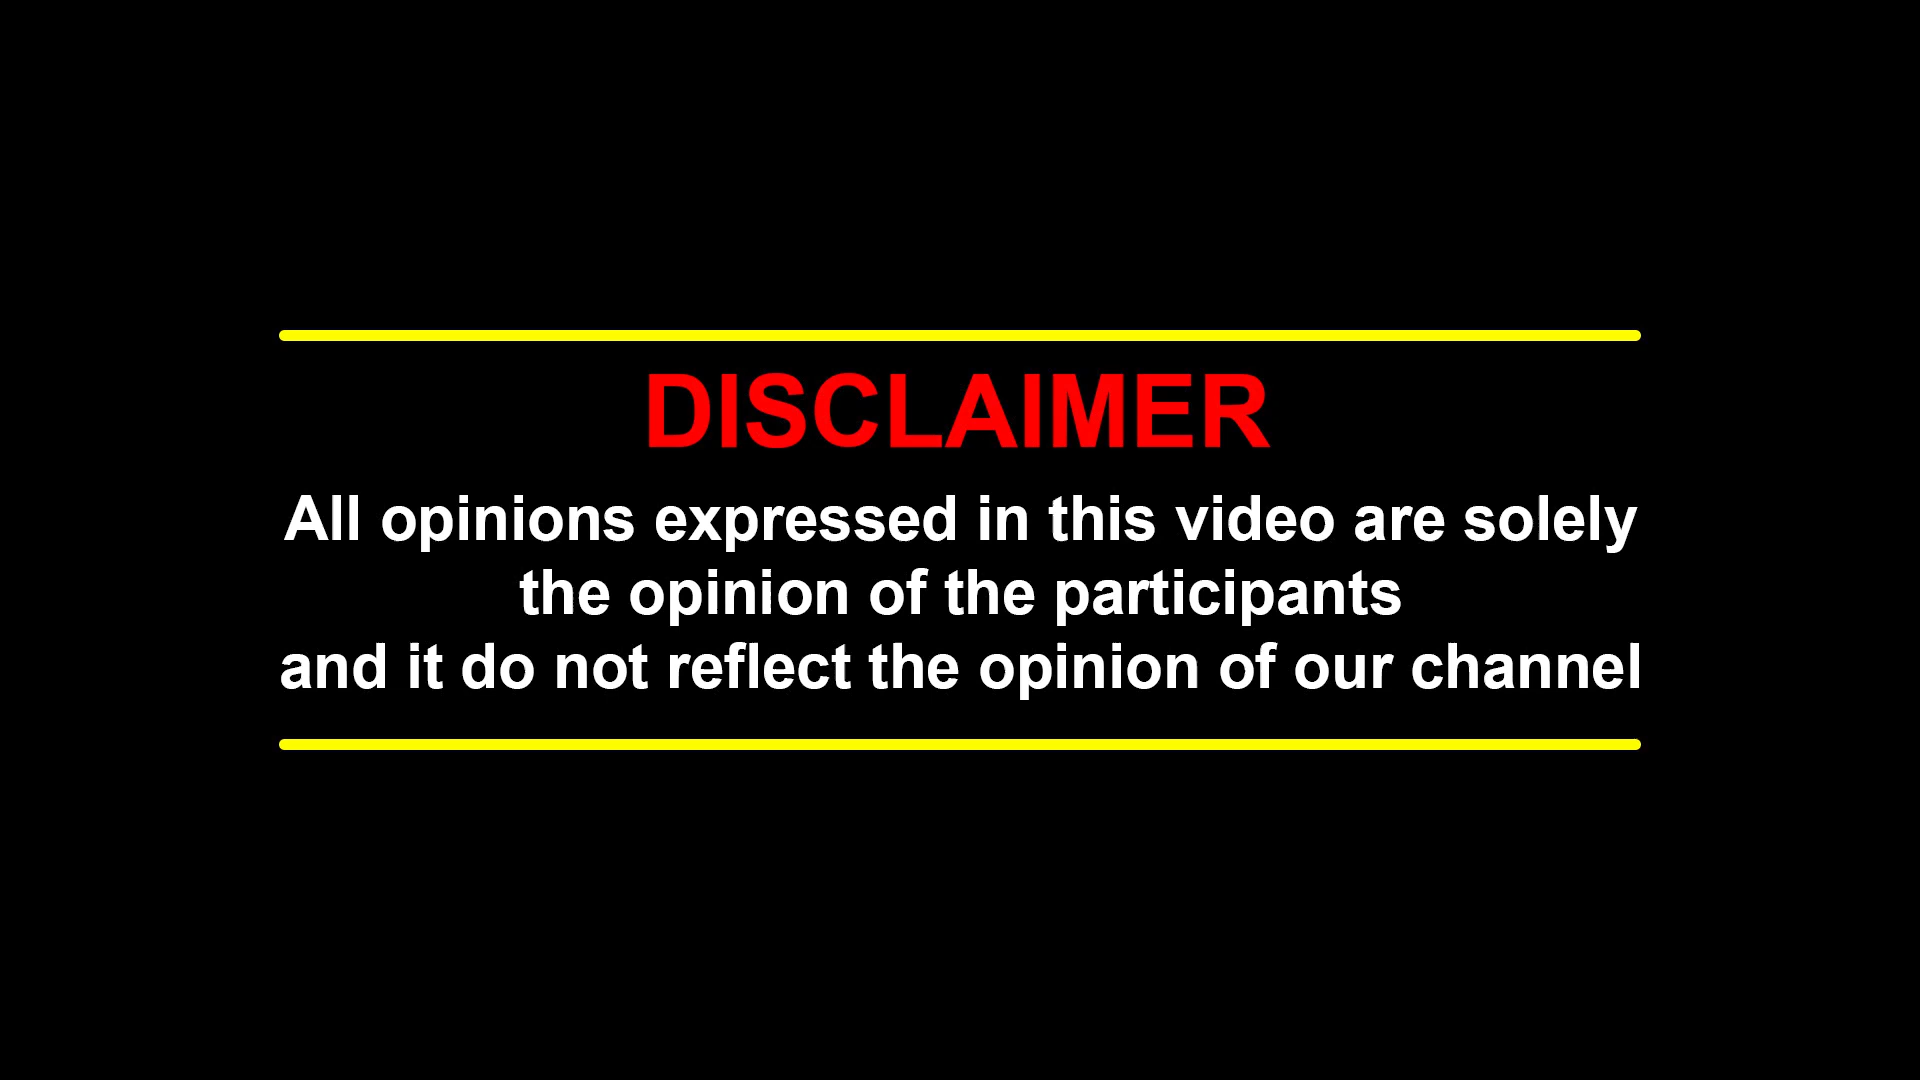 DISCLAIMER
All opinions expressed in this video are solely
the opinion of the participants
and it do not reflect the opinion of our channel